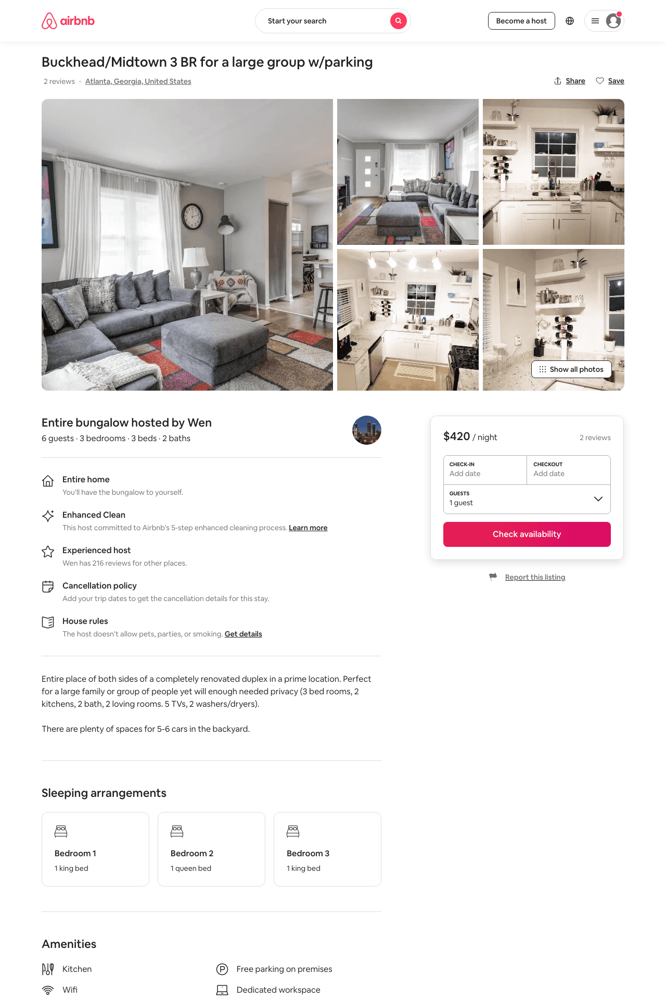 airbnb
Start your search
Become a host
Buckhead/Midtown 3 BR for a large group w/parking
2 reviews · Atlanta, Georgia, United States
Share
Save
Show all photos
Entire bungalow hosted by Wen
6 guests · 3 bedrooms · 3 beds · 2 baths
Entire home
You’ll have the bungalow to yourself.
Enhanced Clean
This host committed to Airbnb's 5-step enhanced cleaning process. Learn more
Experienced host
Wen has 216 reviews for other places.
Cancellation policy
Add your trip dates to get the cancellation details for this stay.
House rules
The host doesn’t allow pets, parties, or smoking. Get details
$420 / night
2 reviews
CHECK-IN
Add date
CHECKOUT
Add date
GUESTS
1 guest
Check availability
Report this listing
Entire place of both sides of a completely renovated duplex in a prime location. Perfect
for a large family or group of people yet will enough needed privacy (3 bed rooms, 2
kitchens, 2 bath, 2 loving rooms. 5 TVs, 2 washers/dryers).
There are plenty of spaces for 5-6 cars in the backyard.
Sleeping arrangements
Bedroom 1
1 king bed
Bedroom 2
1 queen bed
Bedroom 3
1 king bed
Amenities
Kitchen
Free parking on premises
Wifi
Dedicated workspace